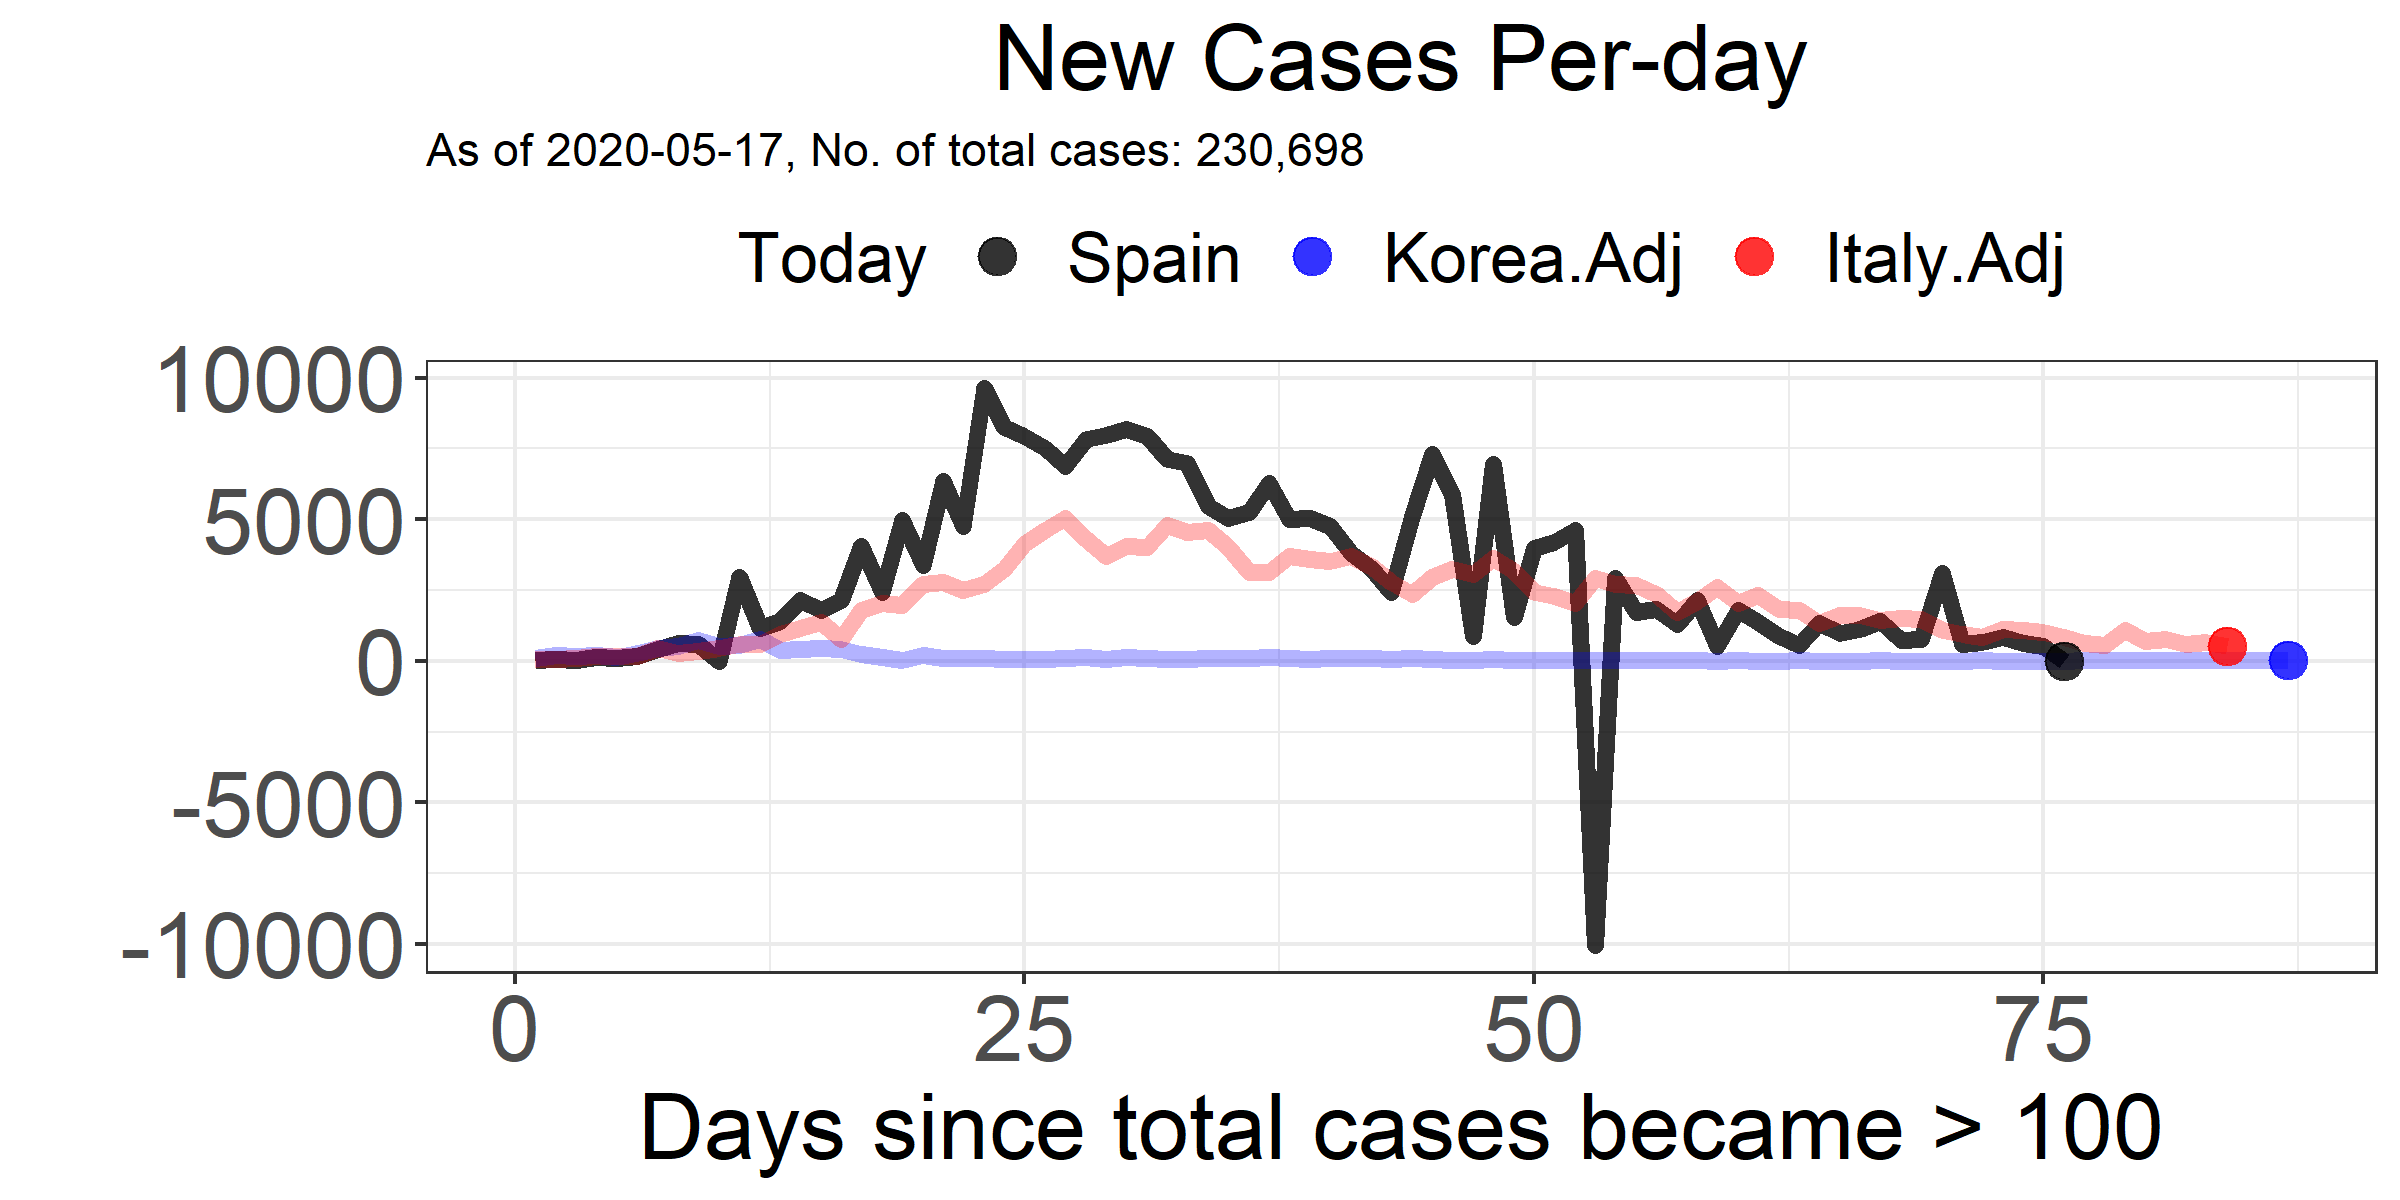 New Cases Per-day
As of 2020-05-17, No. of total cases: 230,698
Today Spain Korea.Adj Italy.Adj
10000
5000
0
-5000
-10000
0 25 50 75
Days since total cases became > 100